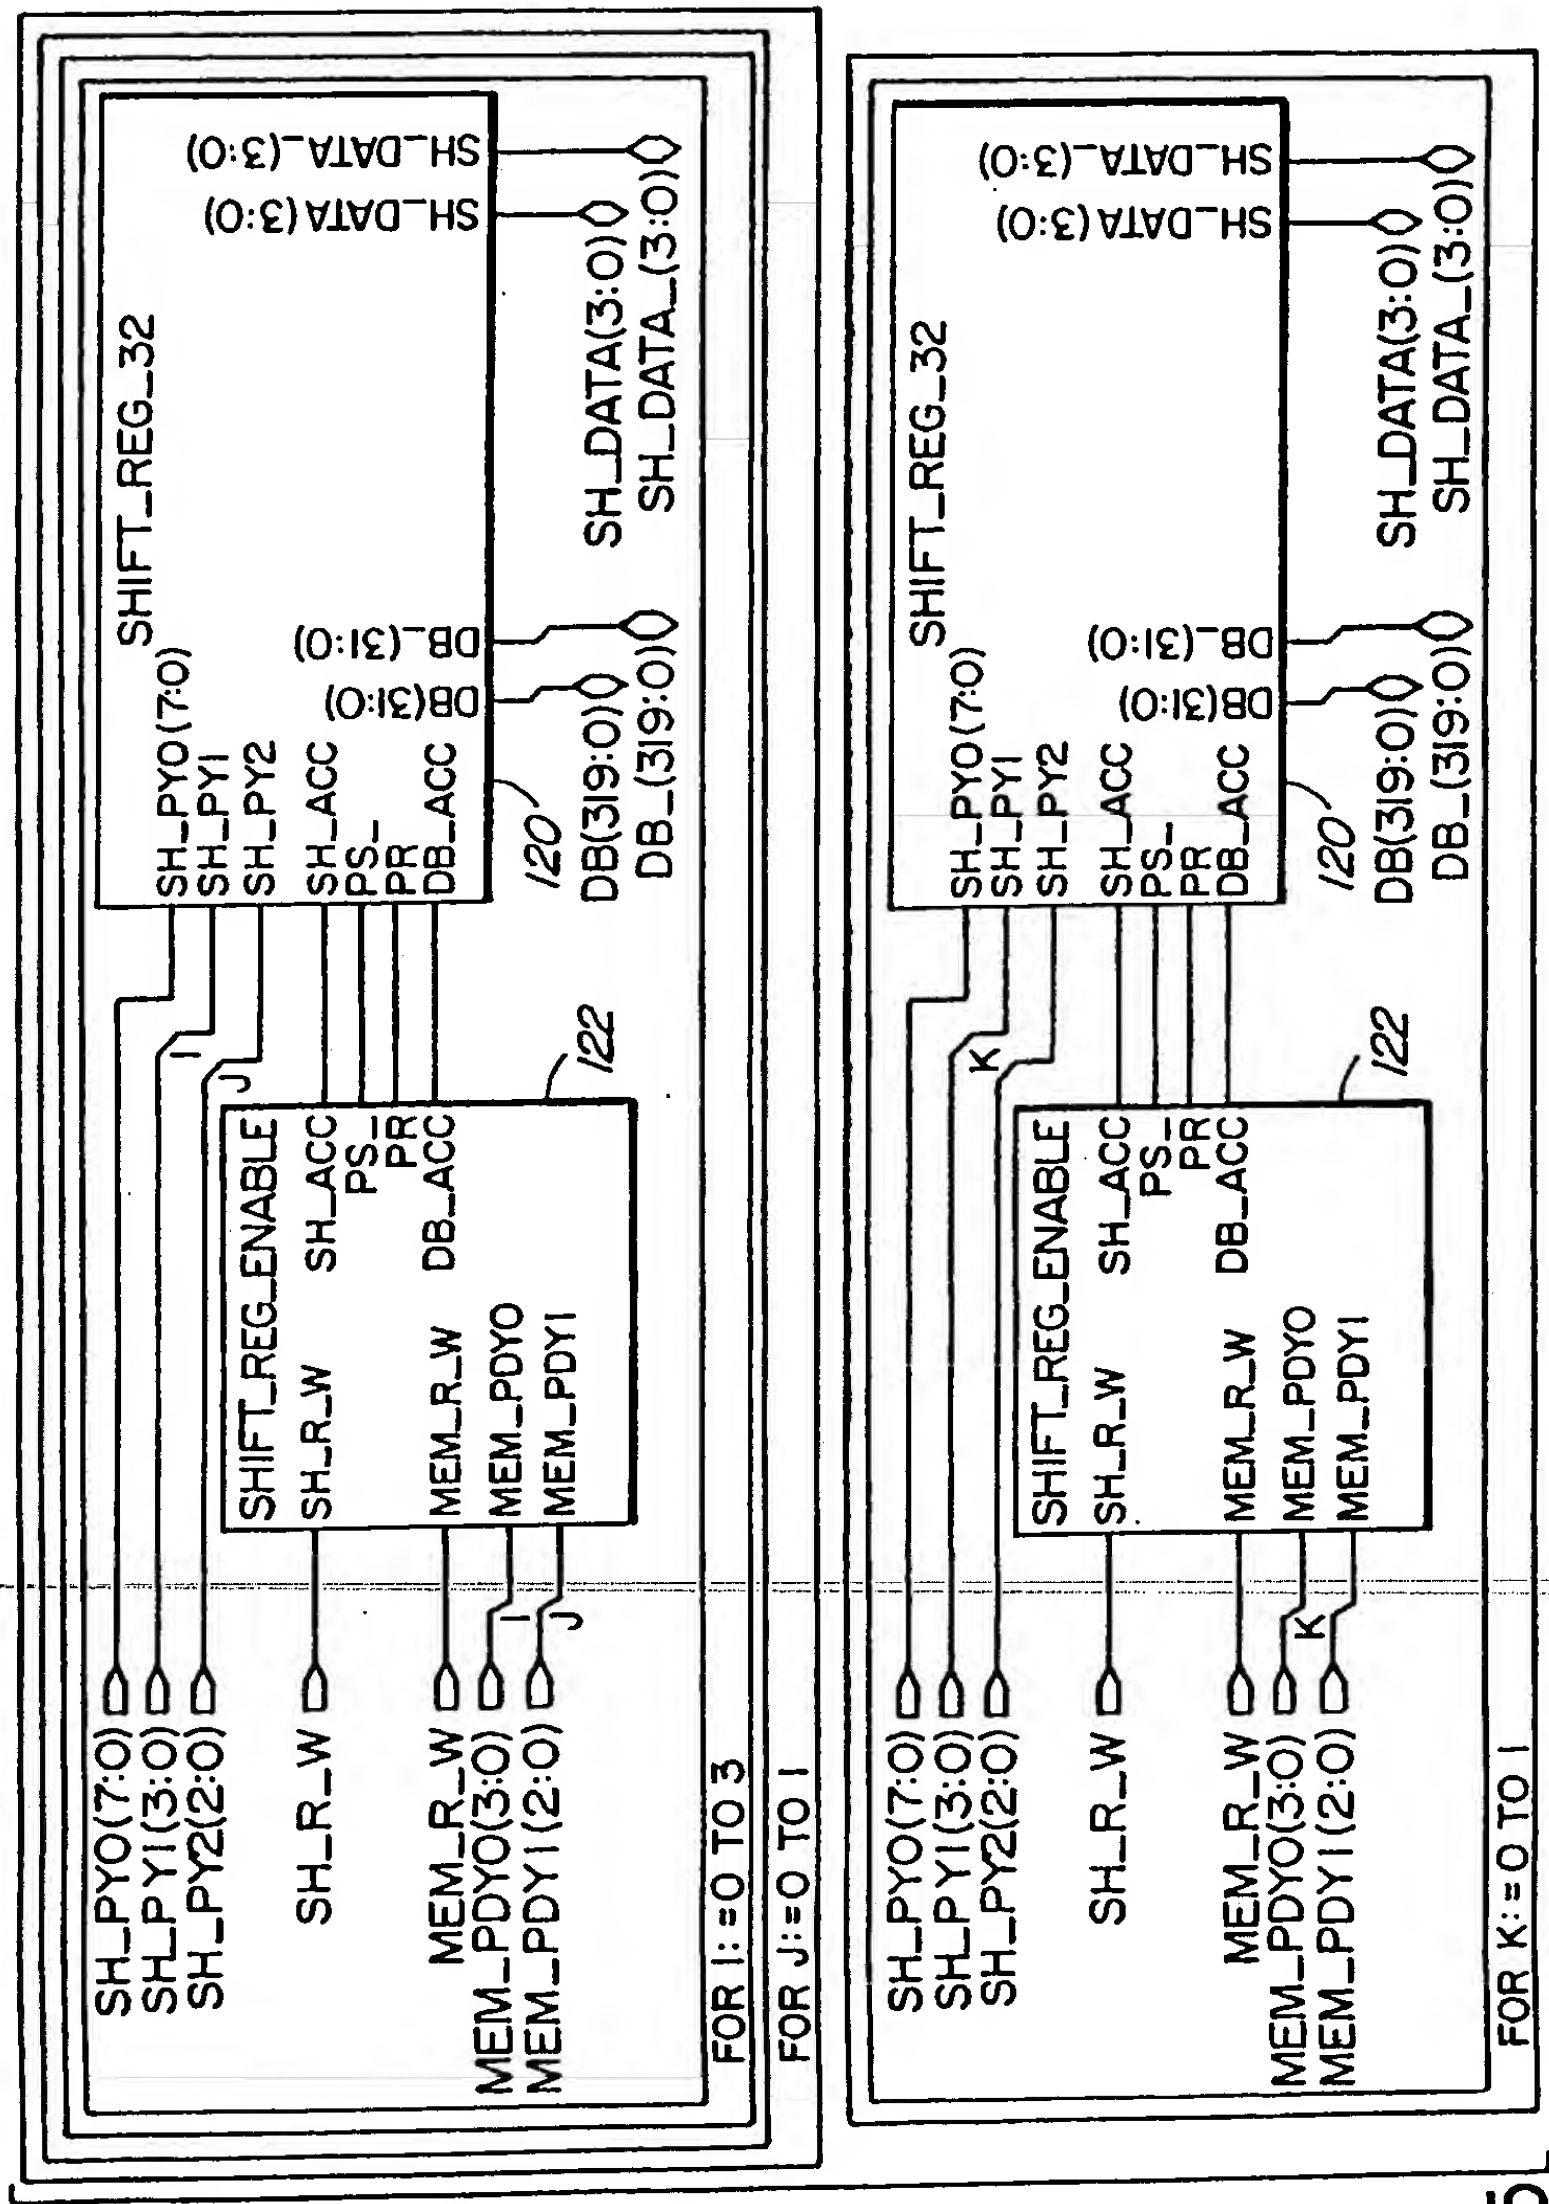 SHIFT_REG_32
SH_PY0(7:0)
SH_PY1
SH_PY2
SH_ACC
PS_
PR
DB_ACC
DB(31:0)
DB_(31:0)
SH_DATA(3:0)
SH_DATA_(3:0)
120
DB(319:0)
DB_(319:0)
SH_DATA(3:0)
SH_DATA_(3:0)
I
J
122
SHIFT_REG_ENABLE
SH_R_W
SH_ACC
PS_
PR
DB_ACC
MEM_R_W
MEM_PDY0
MEM_PDY1
I
J
SH_PY0(7:0)
SH_PY1(3:0)
SH_PY2(2:0)
SH_R_W
MEM_R_W
MEM_PDY0(3:0)
MEM_PDY1(2:0)
FOR I:=0 TO 3
FOR J:=0 TO 1
SHIFT_REG_32
SH_PY0(7:0)
SH_PY1
SH_PY2
SH_ACC
PS_
PR
DB_ACC
DB(31:0)
DB_(31:0)
SH_DATA(3:0)
SH_DATA_(3:0)
120
DB(319:0)
DB_(319:0)
SH_DATA(3:0)
SH_DATA_(3:0)
K
122
SHIFT_REG_ENABLE
SH_R_W
SH_ACC
PS_
PR
DB_ACC
MEM_R_W
MEM_PDY0
MEM_PDY1
K
SH_PY0(7:0)
SH_PY1(3:0)
SH_PY2(2:0)
SH_R_W
MEM_R_W
MEM_PDY0(3:0)
MEM_PDY1(2:0)
FOR K:=0 TO 1